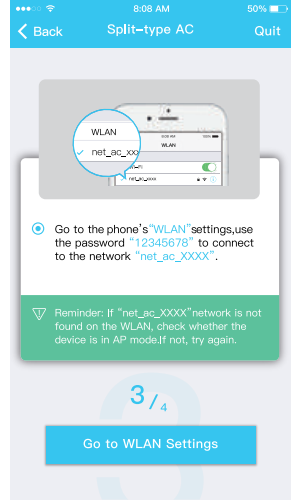 8:08 AM 50%
Back Split-type AC Quit
WLAN
net_ac_xxx
WLAN
net_ac_xxx
Go to the phone's“WLAN”settings,use
the password “12345678” to connect
to the network “net_ac_XXXX”.
Reminder: If “net_ac_XXXX”network is not
found on the WLAN, check whether the
device is in AP mode.If not, try again.
3/4
Go to WLAN Settings